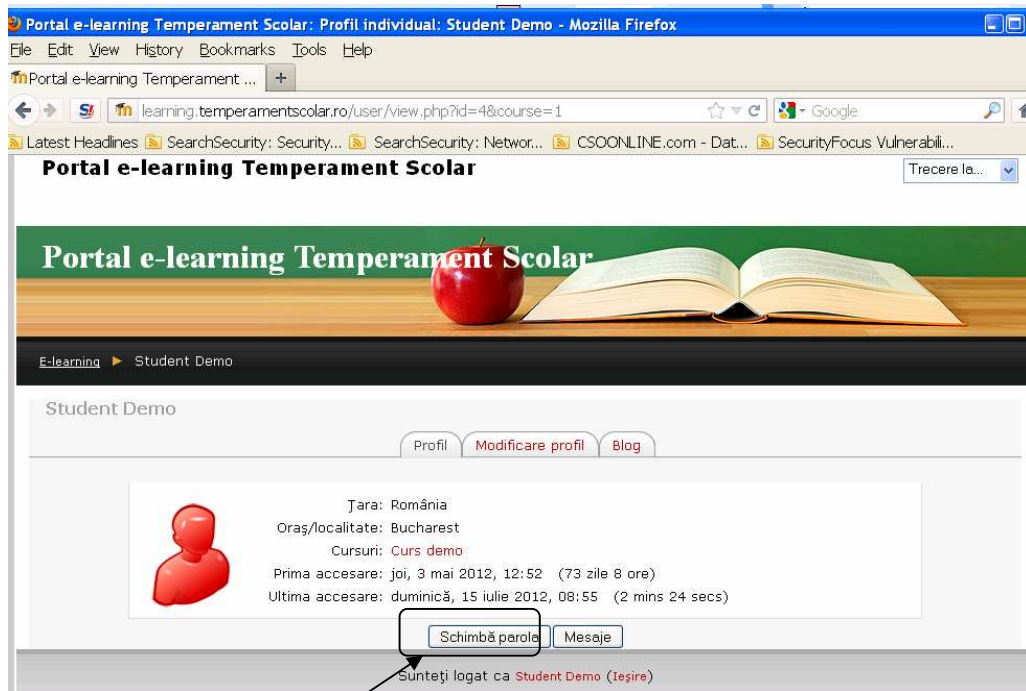 Portal e-learning Temperament Scolar: Profil individual: Student Demo - Mozilla Firefox
File Edit View History Bookmarks Tools Help
Portal e-learning Temperament ... +
learning.temperamentscolar.ro/user/view.php?id=4&course=1 Google
Latest Headlines SearchSecurity: Security... SearchSecurity: Networ... CSOONLINE.com - Dat... SecurityFocus Vulnerabili...
Portal e-learning Temperament Scolar Trecere la...
Portal e-learning Temperament Scolar
E-learning ► Student Demo
Student Demo
Profil Modificare profil Blog
Ţara: România
Oraş/localitate: Bucharest
Cursuri: Curs demo
Prima accesare: joi, 3 mai 2012, 12:52 (73 zile 8 ore)
Ultima accesare: duminică, 15 iulie 2012, 08:55 (2 mins 24 secs)
Schimbă parola Mesaje
Sunteţi logat ca Student Demo (Ieşire)